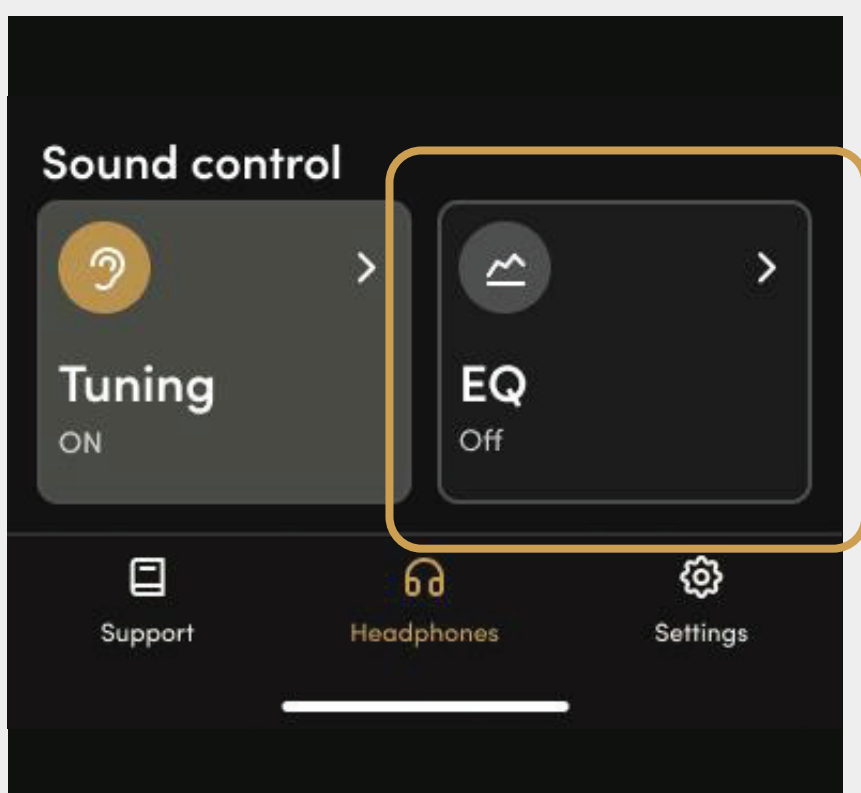 Sound control
Tuning
ON
EQ
Off
Support
Headphones
Settings